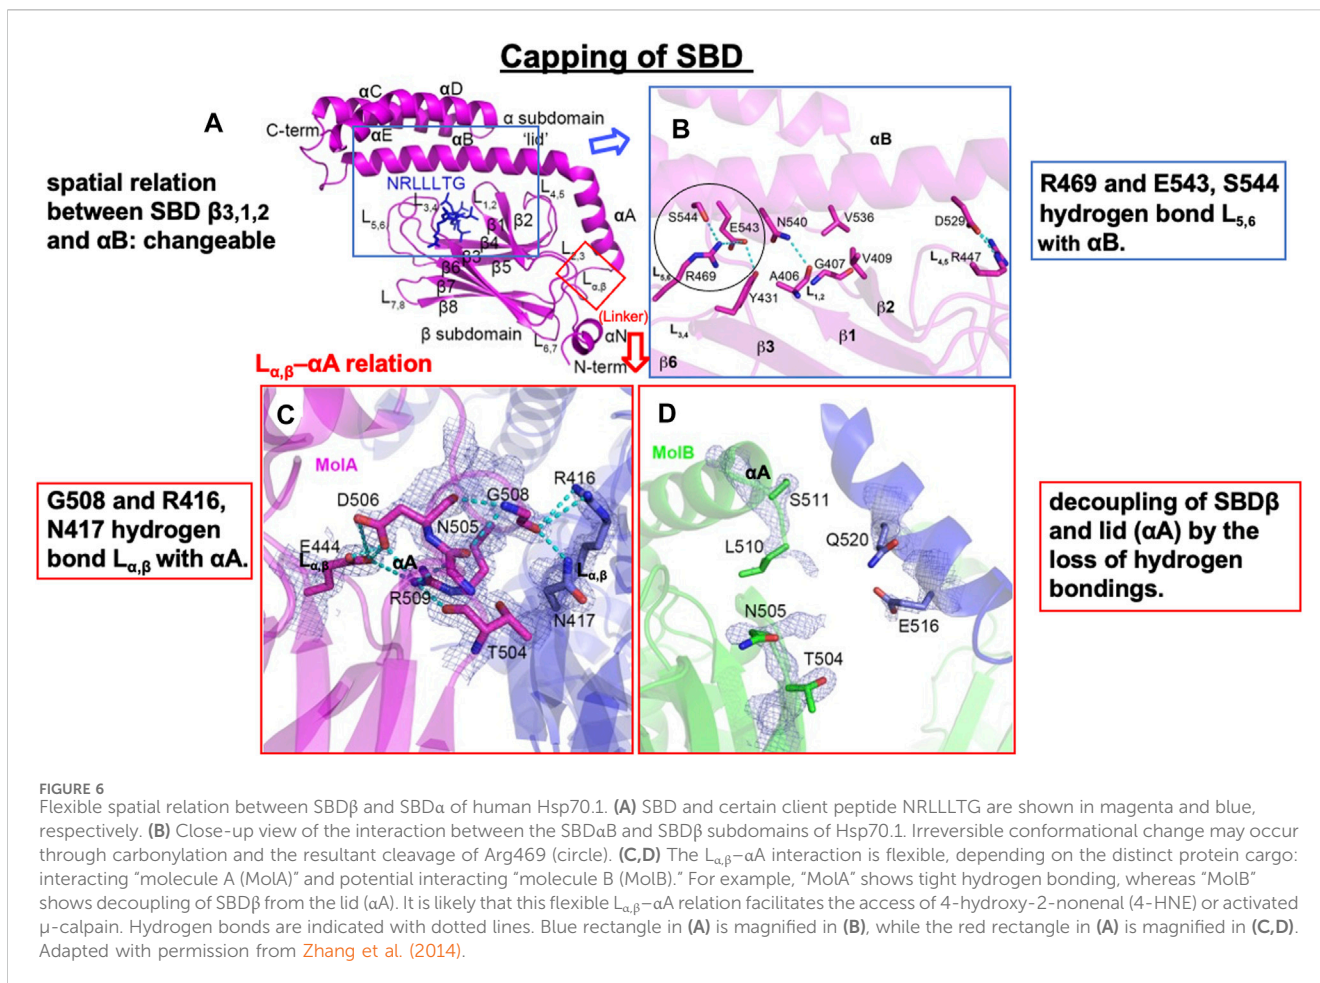 Capping of SBD
A
αC
αD
C-term
α subdomain
αE
αB
'lid'
NRLLLTG
L4,5
L3,4
L1,2
L5,6
β1
β2
αA
β4
β3
L2,3
β6
β5
Lα,β
β7
L7,8
β8
(Linker)
β subdomain
αN
L6,7
N-term
spatial relation
between SBD β3,1,2
and αB: changeable
B
αB
S544
E543
N540
V536
D529
L5,6
R469
A406
G407
V409
L4,5
R447
Y431
L1,2
L3,4
β2
β3
β1
β6
R469 and E543, S544
hydrogen bond L5,6
with αB.
Lα,β–αA relation
C
MolA
D506
G508
R416
N505
E444
Lα,β
αA
Lα,β
R509
N417
T504
G508 and R416,
N417 hydrogen
bond Lα,β with αA.
D
MolB
αA
S511
L510
Q520
N505
E516
T504
decoupling of SBDβ
and lid (αA) by the
loss of hydrogen
bondings.
FIGURE 6
Flexible spatial relation between SBDβ and SBDα of human Hsp70.1. (A) SBD and certain client peptide NRLLLTG are shown in magenta and blue,
respectively. (B) Close-up view of the interaction between the SBDαB and SBDβ subdomains of Hsp70.1. Irreversible conformational change may occur
through carbonylation and the resultant cleavage of Arg469 (circle). (C,D) The Lα,β–αA interaction is flexible, depending on the distinct protein cargo:
interacting “molecule A (MolA)” and potential interacting “molecule B (MolB).” For example, “MolA” shows tight hydrogen bonding, whereas “MolB”
shows decoupling of SBDβ from the lid (αA). It is likely that this flexible Lα,β–αA relation facilitates the access of 4-hydroxy-2-nonenal (4-HNE) or activated
μ-calpain. Hydrogen bonds are indicated with dotted lines. Blue rectangle in (A) is magnified in (B), while the red rectangle in (A) is magnified in (C,D).
Adapted with permission from Zhang et al. (2014).